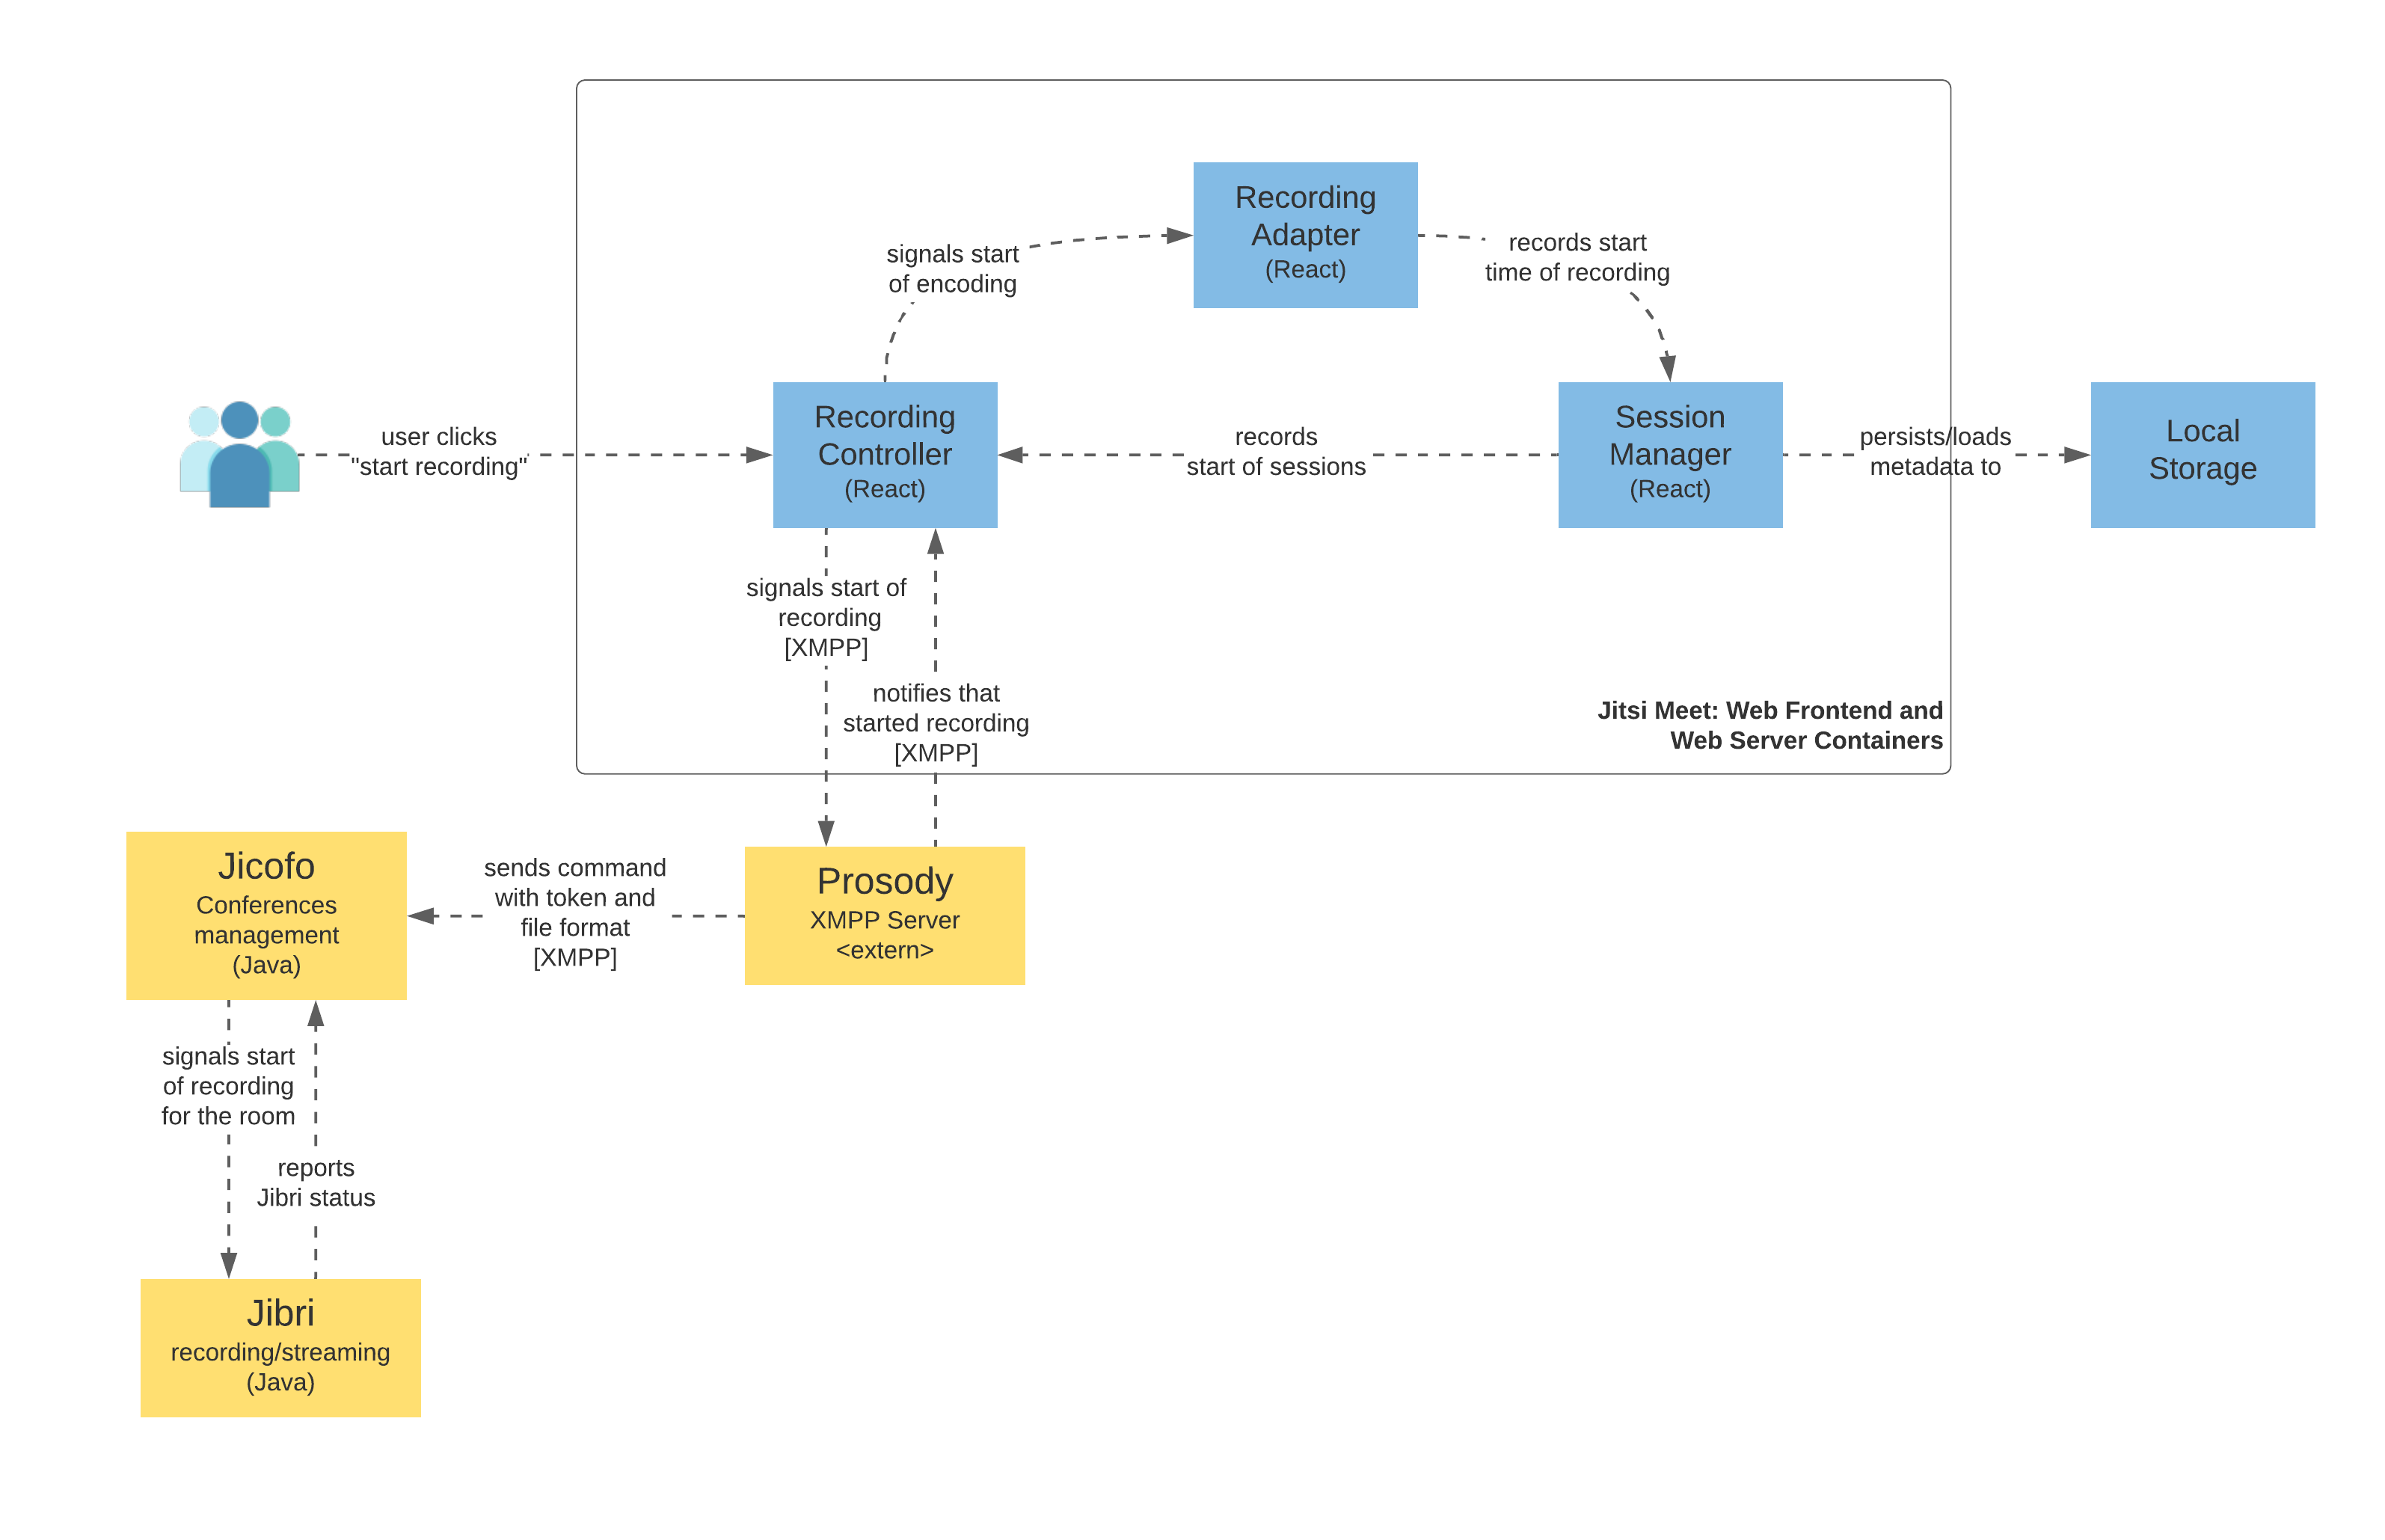 Recording
Adapter
(React)
signals start
of encoding
records start
time of recording
user clicks
"start recording"
Recording
Controller
(React)
records
start of sessions
Session
Manager
(React)
persists/loads
metadata to
Local
Storage
signals start of
recording
[XMPP]
notifies that
started recording
[XMPP]
Jitsi Meet: Web Frontend and
Web Server Containers
Jicofo
Conferences
management
(Java)
sends command
with token and
file format
[XMPP]
Prosody
XMPP Server
<extern>
signals start
of recording
for the room
reports
Jibri status
Jibri
recording/streaming
(Java)